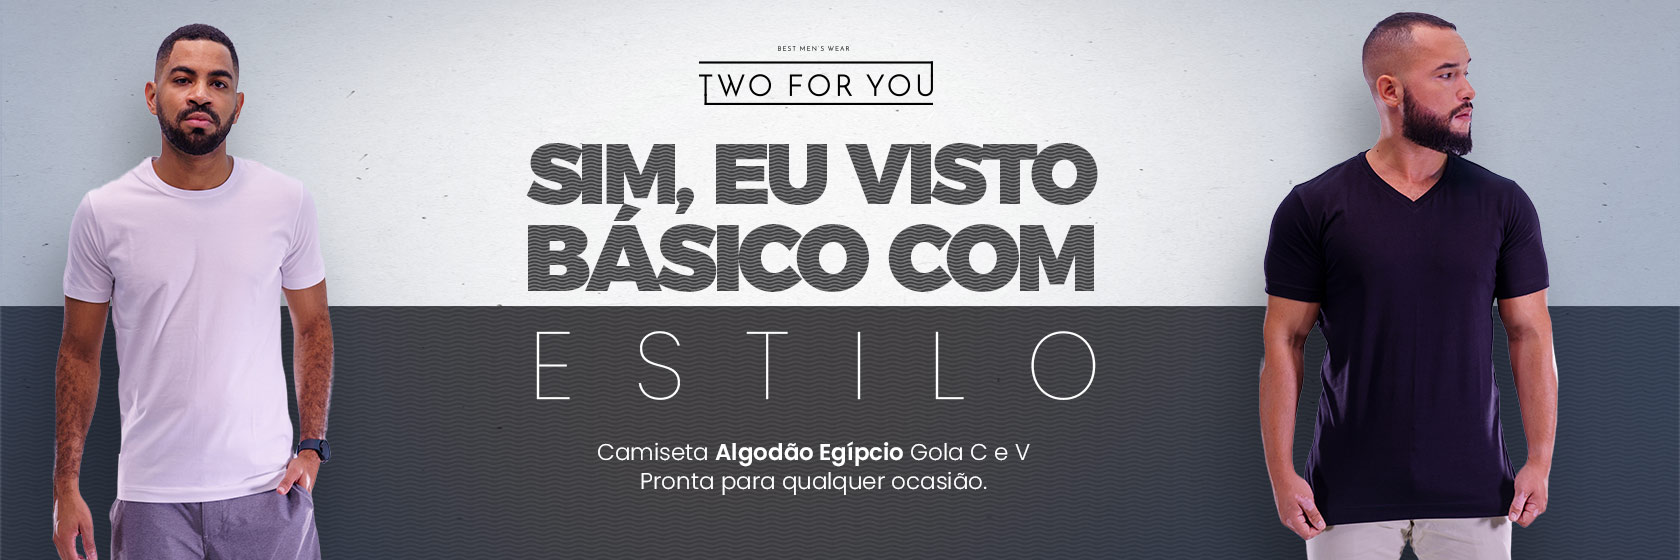 BEST MEN'S WEAR
TWO FOR YOU
SIM, EU VISTO
BÁSICO COM
ESTILO
Camiseta Algodão Egípcio Gola C e V
Pronta para qualquer ocasião.